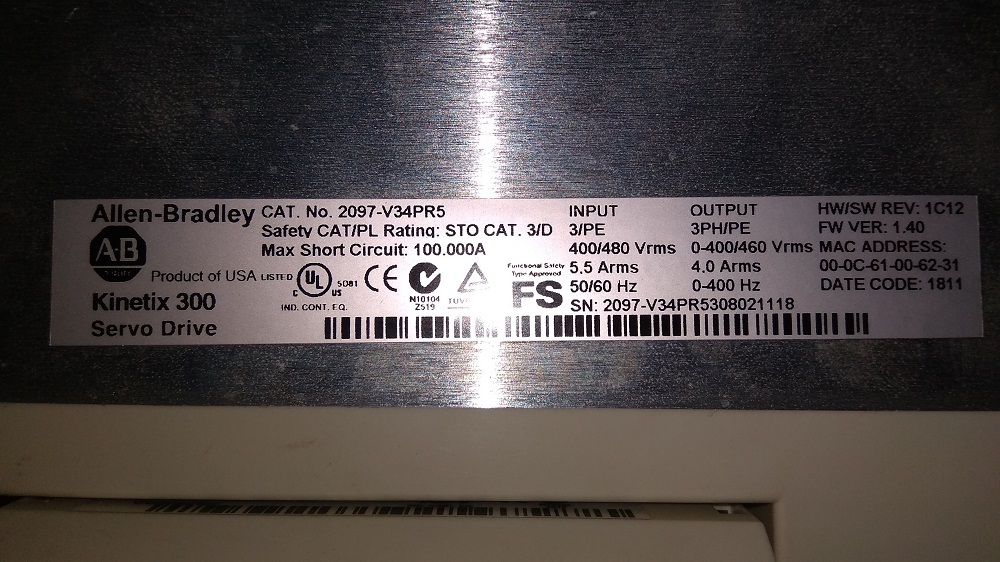 Allen-Bradley
AB
QUALITY
Product of USA
Kinetix 300
Servo Drive
CAT. No. 2097-V34PR5
Safety CAT/PL Rating: STO CAT. 3/D
Max Short Circuit: 100.000A
LISTED
UL
C US
5081
IND. CONT. EQ.
CE
N10104
Z519
TUV
Functional Safety
Type Approved
FS
INPUT
3/PE
400/480 Vrms
5.5 Arms
50/60 Hz
OUTPUT
3PH/PE
0-400/460 Vrms
4.0 Arms
0-400 Hz
SN: 2097-V34PR5308021118
HW/SW REV: 1C12
FW VER: 1.40
MAC ADDRESS:
00-0C-61-00-62-31
DATE CODE: 1811